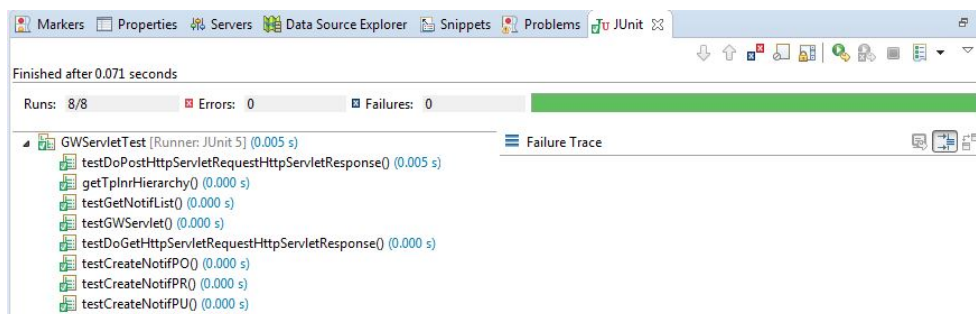 Markers Properties Servers Data Source Explorer Snippets Problems JUnit
Finished after 0.071 seconds
Runs: 8/8 Errors: 0 Failures: 0
GWServletTest [Runner: JUnit 5] (0.005 s) Failure Trace
testDoPostHttpServletRequestHttpServletResponse() (0.005 s)
getTplnrHierarchy() (0.000 s)
testGetNotifList() (0.000 s)
testGWServlet() (0.000 s)
testDoGetHttpServletRequestHttpServletResponse() (0.000 s)
testCreateNotifPO() (0.000 s)
testCreateNotifPR() (0.000 s)
testCreateNotifPU() (0.000 s)